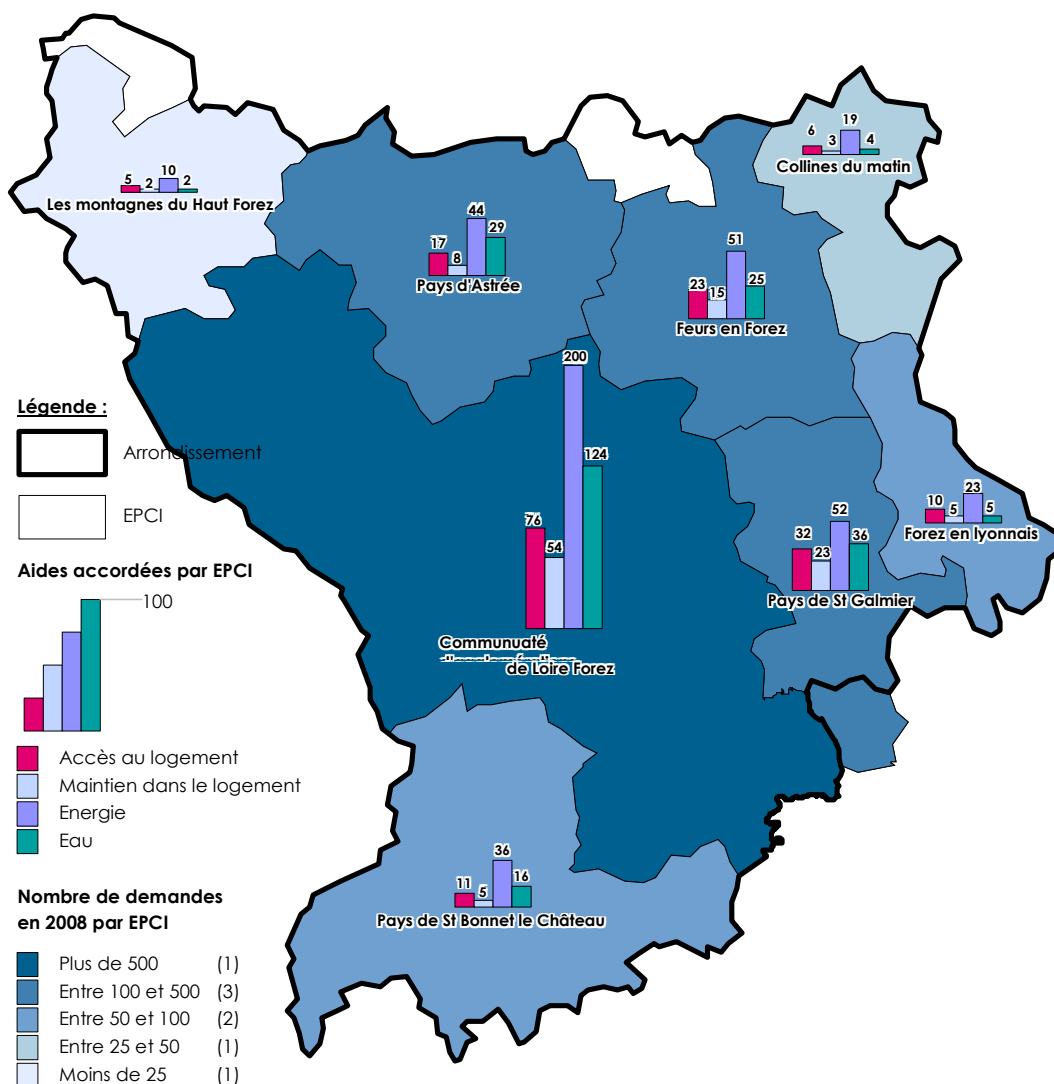 19
6
3
4
Collines du matin
10
5
2
2
Les montagnes du Haut Forez
44
17
8
29
Pays d'Astrée
51
23
15
25
Feurs en Forez
200
124
76
54
Communuaté
de Loire Forez
52
32
23
36
Pays de St Galmier
23
10
5
5
Forez en lyonnais
36
11
5
16
Pays de St Bonnet le Château
Légende :
Arrondissement
EPCI
Aides accordées par EPCI
100
Accès au logement
Maintien dans le logement
Energie
Eau
Nombre de demandes
en 2008 par EPCI
Plus de 500 (1)
Entre 100 et 500 (3)
Entre 50 et 100 (2)
Entre 25 et 50 (1)
Moins de 25 (1)